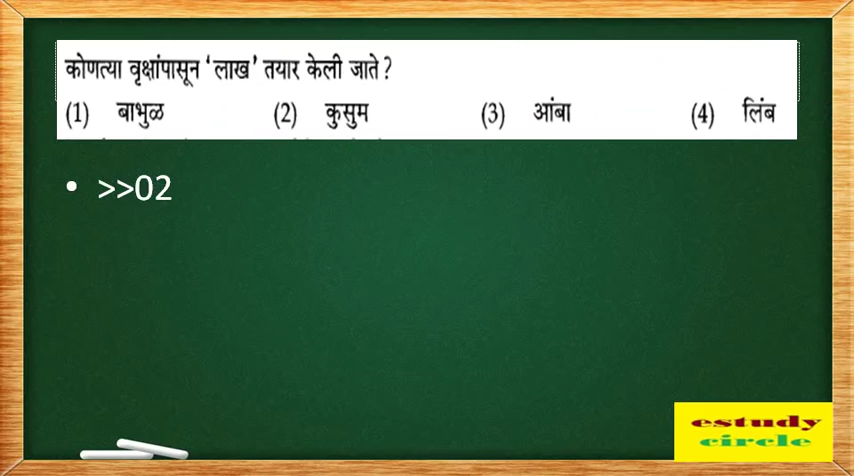 कोणत्या वृक्षांपासून ‘लाख’ तयार केली जाते ?
(1) बाभुळ (2) कुसुम (3) आंबा (4) लिंब
• >>02
estudy
circle